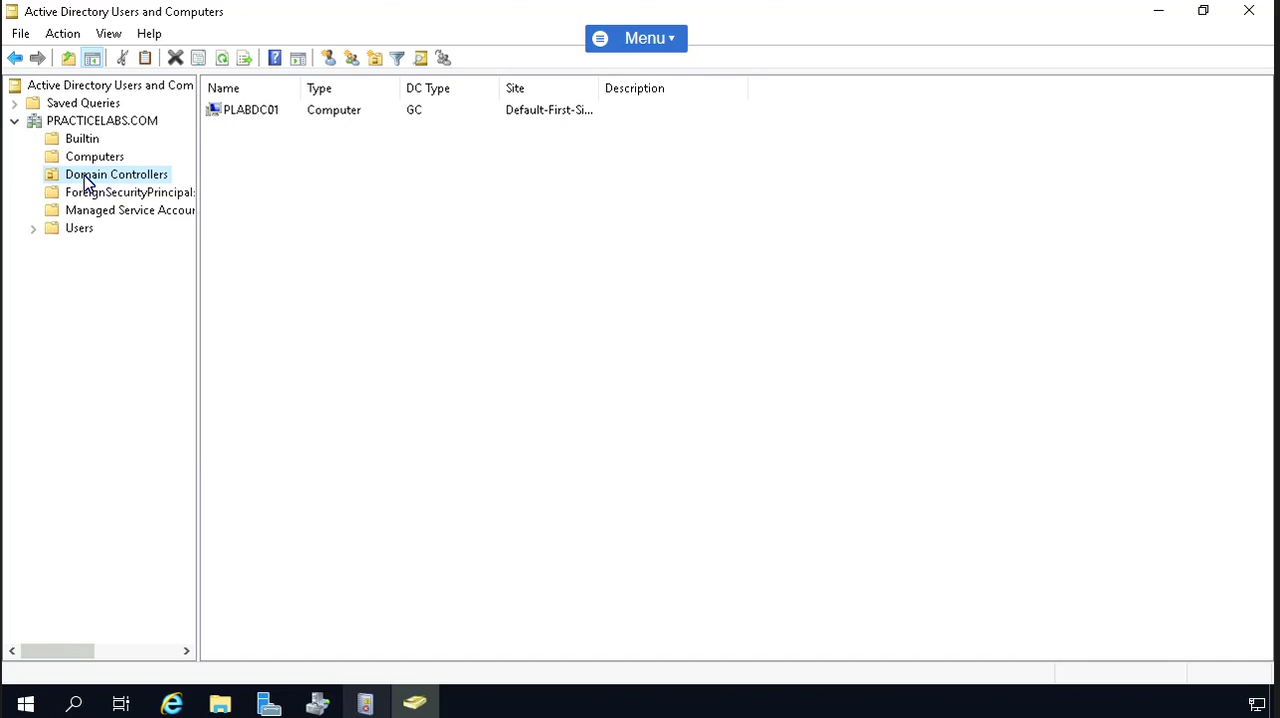 Active Directory Users and Computers
File Action View Help
Menu
Active Directory Users and Com
Saved Queries
PRACTICELABS.COM
Builtin
Computers
Domain Controllers
ForeignSecurityPrincipals
Managed Service Accour
Users
Name Type DC Type Site Description
PLABDC01 Computer GC Default-First-Si...